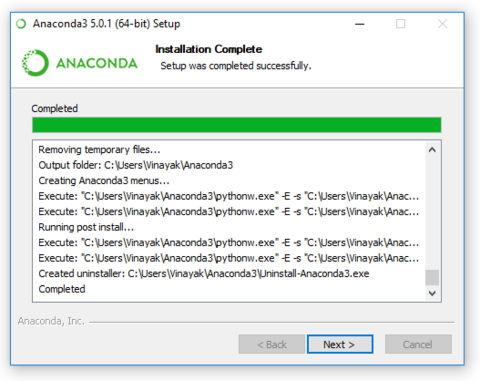 Anaconda3 5.0.1 (64-bit) Setup
ANACONDA
Installation Complete
Setup was completed successfully.
Completed
Removing temporary files...
Output folder: C:\Users\Vinayak\Anaconda3
Creating Anaconda3 menus...
Execute: "C:\Users\Vinayak\Anaconda3\pythonw.exe" -E -s "C:\Users\Vinayak\Anac...
Execute: "C:\Users\Vinayak\Anaconda3\pythonw.exe" -E -s "C:\Users\Vinayak\Anac...
Running post install...
Execute: "C:\Users\Vinayak\Anaconda3\pythonw.exe" -E -s "C:\Users\Vinayak\Anac...
Execute: "C:\Users\Vinayak\Anaconda3\pythonw.exe" -E -s "C:\Users\Vinayak\Anac...
Created uninstaller: C:\Users\Vinayak\Anaconda3\Uninstall-Anaconda3.exe
Completed
Anaconda, Inc.
< Back
Next >
Cancel